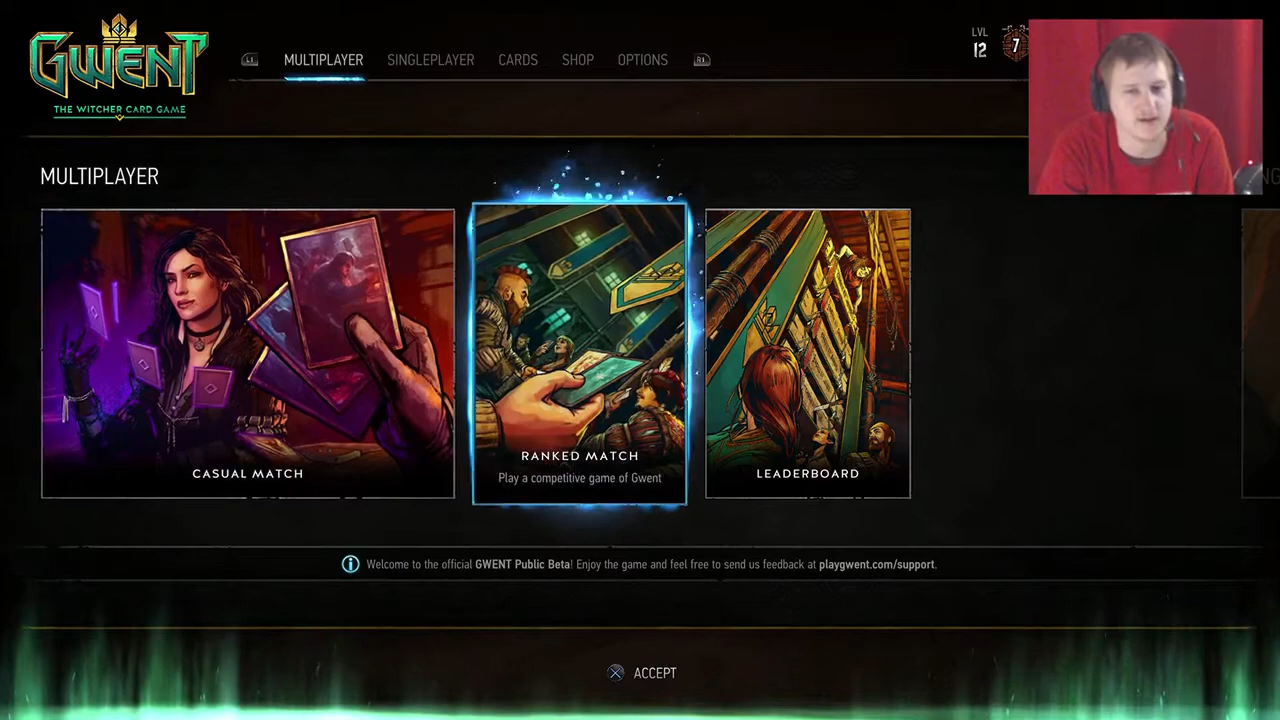 GWENT
THE WITCHER CARD GAME
L1
MULTIPLAYER
SINGLEPLAYER
CARDS
SHOP
OPTIONS
R1
LVL
12
7
MULTIPLAYER
CASUAL MATCH
RANKED MATCH
Play a competitive game of Gwent
LEADERBOARD
Welcome to the official GWENT Public Beta! Enjoy the game and feel free to send us feedback at playgwent.com/support.
ACCEPT